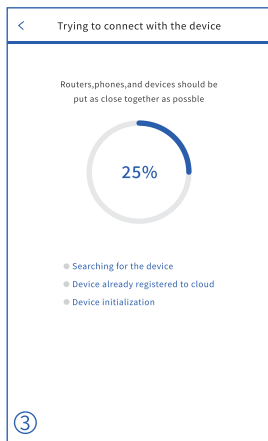 Trying to connect with the device
Routers,phones,and devices should be
put as close together as possble
25%
Searching for the device
Device already registered to cloud
Device initialization
③